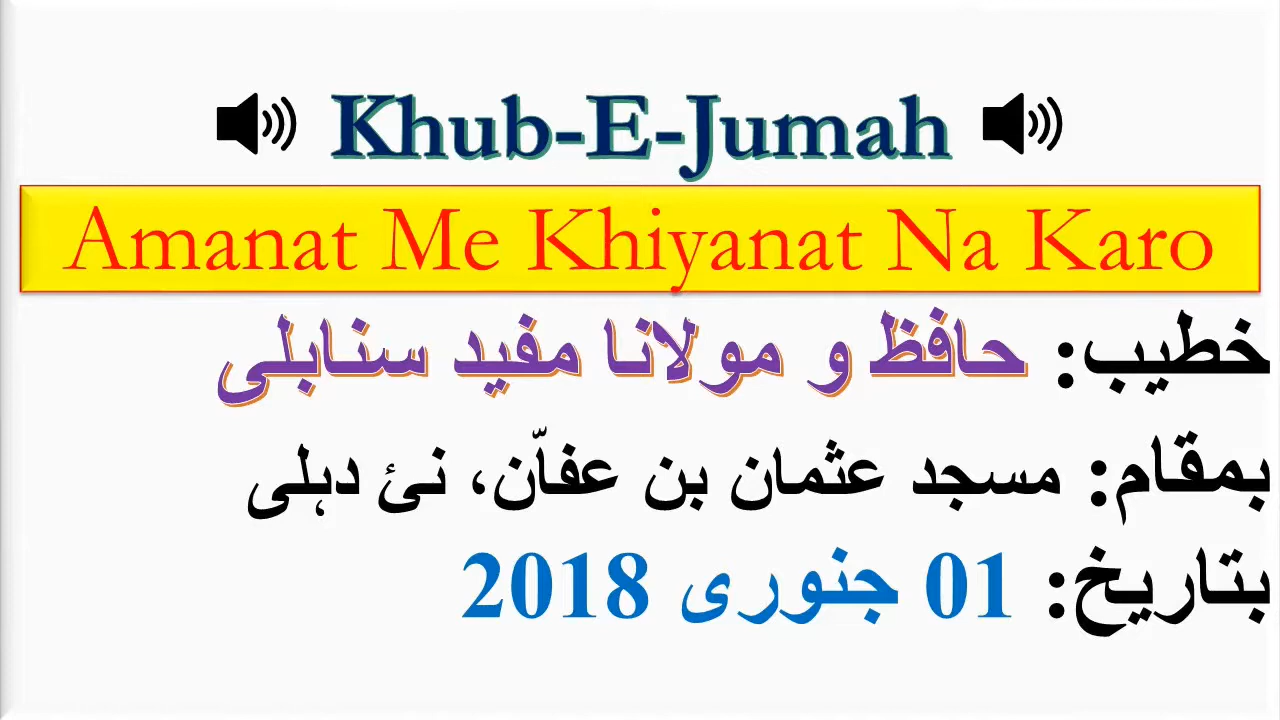 Khub-E-Jumah
Amanat Me Khiyanat Na Karo
خطیب: حافظ و مولانا مفید سنابلی
بمقام: مسجد عثمان بن عفاّن، نئ دہلی
بتاریخ: 01 جنوری 2018